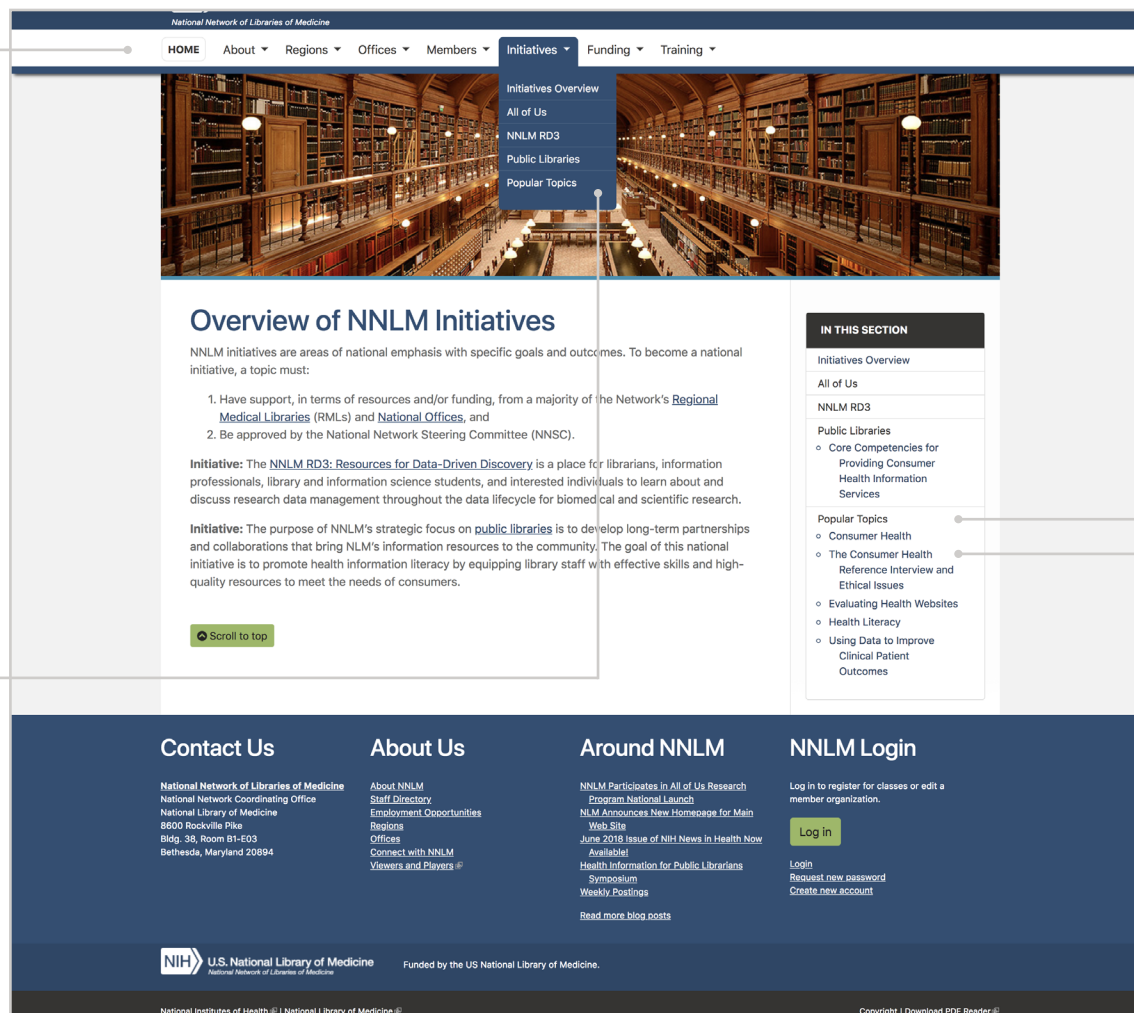 National Network of Libraries of Medicine
HOME About Regions Offices Members Initiatives Funding Training
Initiatives Overview
All of Us
NNLM RD3
Public Libraries
Popular Topics
Overview of NNLM Initiatives
NNLM initiatives are areas of national emphasis with specific goals and outcomes. To become a national
initiative, a topic must:
1. Have support, in terms of resources and/or funding, from a majority of the Network's Regional
Medical Libraries (RMLs) and National Offices, and
2. Be approved by the National Network Steering Committee (NNSC).
Initiative: The NNLM RD3: Resources for Data-Driven Discovery is a place for librarians, information
professionals, library and information science students, and interested individuals to learn about and
discuss research data management throughout the data lifecycle for biomedical and scientific research.
Initiative: The purpose of NNLM's strategic focus on public libraries is to develop long-term partnerships
and collaborations that bring NLM's information resources to the community. The goal of this national
initiative is to promote health information literacy by equipping library staff with effective skills and high-
quality resources to meet the needs of consumers.
Scroll to top
IN THIS SECTION
Initiatives Overview
All of Us
NNLM RD3
Public Libraries
Core Competencies for
Providing Consumer
Health Information
Services
Popular Topics
Consumer Health
The Consumer Health
Reference Interview and
Ethical Issues
Evaluating Health Websites
Health Literacy
Using Data to Improve
Clinical Patient
Outcomes
Contact Us
National Network of Libraries of Medicine
National Network Coordinating Office
National Library of Medicine
8600 Rockville Pike
Bldg. 38, Room B1-E03
Bethesda, Maryland 20894
About Us
About NNLM
Staff Directory
Employment Opportunities
Regions
Offices
Connect with NNLM
Viewers and Players
Around NNLM
NNLM Participates in All of Us Research
Program National Launch
NLM Announces New Homepage for Main
Web Site
June 2018 Issue of NIH News in Health Now
Available!
Health Information for Public Librarians
Symposium
Weekly Postings
Read more blog posts
NNLM Login
Log in to register for classes or edit a
member organization.
Log in
Login
Request new password
Create new account
NIH U.S. National Library of Medicine
National Network of Libraries of Medicine
Funded by the US National Library of Medicine.
National Institutes of Health | National Library of Medicine
Copyright | Download PDF Reader